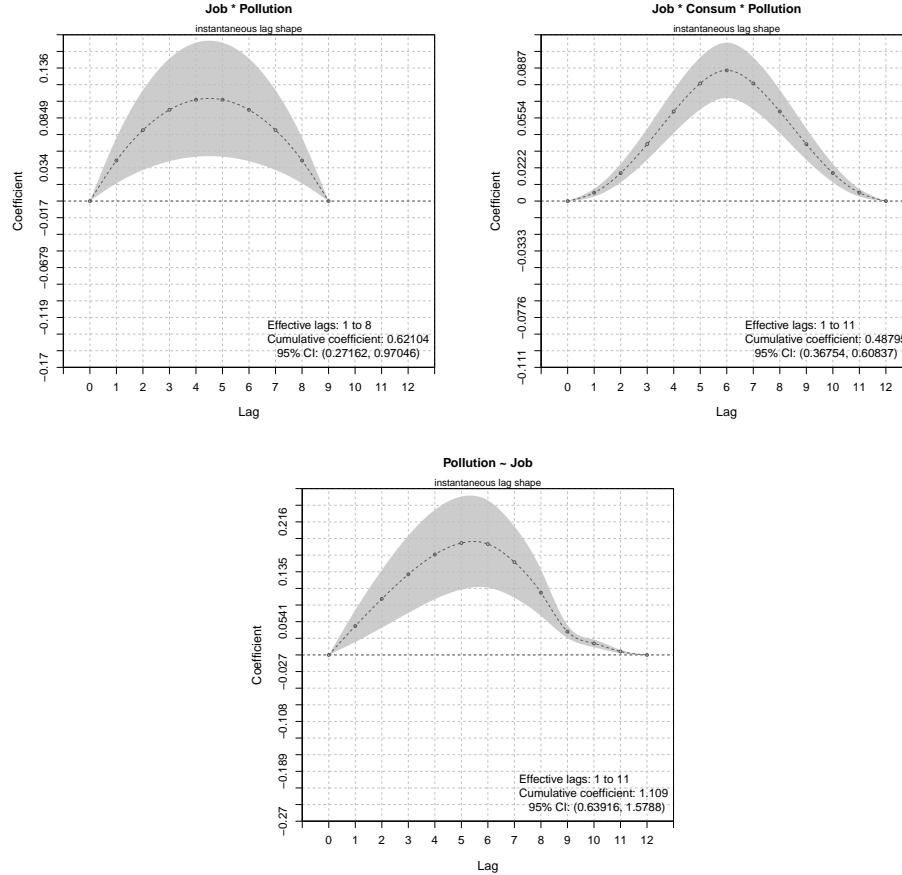 Job * Pollution
instantaneous lag shape
Coefficient
0.136
0.0849
0.034
−0.017
−0.0679
−0.119
−0.17
Effective lags: 1 to 8
Cumulative coefficient: 0.62104
95% CI: (0.27162, 0.97046)
0 1 2 3 4 5 6 7 8 9 10 11 12
Lag
Job * Consum * Pollution
instantaneous lag shape
Coefficient
0.0887
0.0554
0.0222
0
−0.0333
−0.0776
−0.111
Effective lags: 1 to 11
Cumulative coefficient: 0.48795
95% CI: (0.36754, 0.60837)
0 1 2 3 4 5 6 7 8 9 10 11 12
Lag
Pollution ~ Job
instantaneous lag shape
Coefficient
0.216
0.135
0.0541
−0.027
−0.108
−0.189
−0.27
Effective lags: 1 to 11
Cumulative coefficient: 1.109
95% CI: (0.63916, 1.5788)
0 1 2 3 4 5 6 7 8 9 10 11 12
Lag